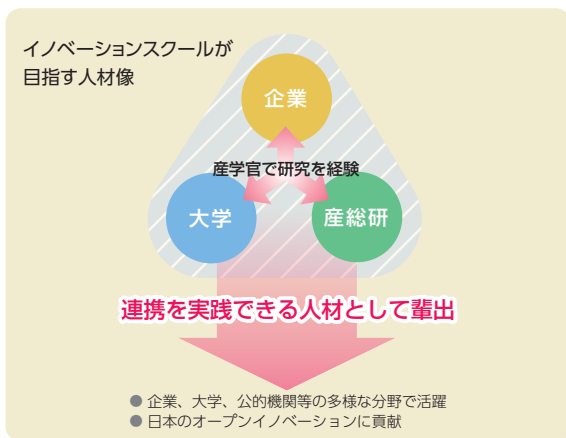 イノベーションスクールが
目指す人材像
企業
産学官で研究を経験
大学
産総研
連携を実践できる人材として輩出
● 企業、大学、公的機関等の多様な分野で活躍
● 日本のオープンイノベーションに貢献